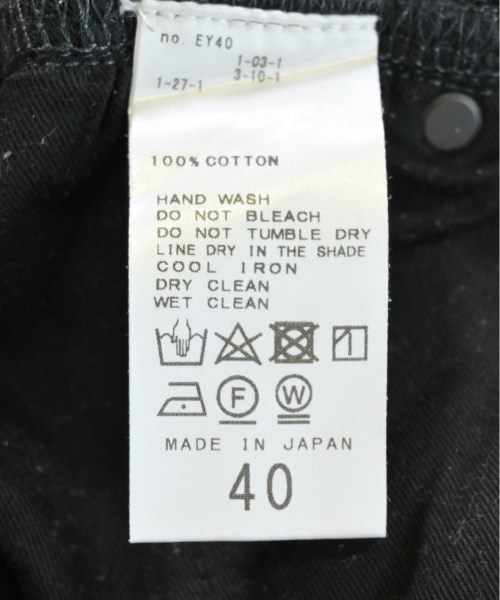 no. EY40
1-03-1
1-27-1 3-10-1
100% COTTON
HAND WASH
DO NOT BLEACH
DO NOT TUMBLE DRY
LINE DRY IN THE SHADE
COOL IRON
DRY CLEAN
WET CLEAN
F W
MADE IN JAPAN
40